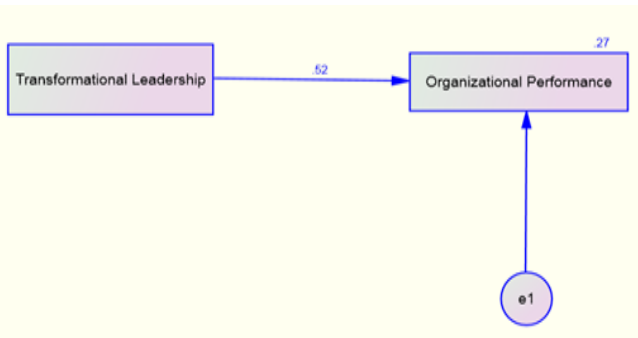 .27
Transformational Leadership
.52
Organizational Performance
e1